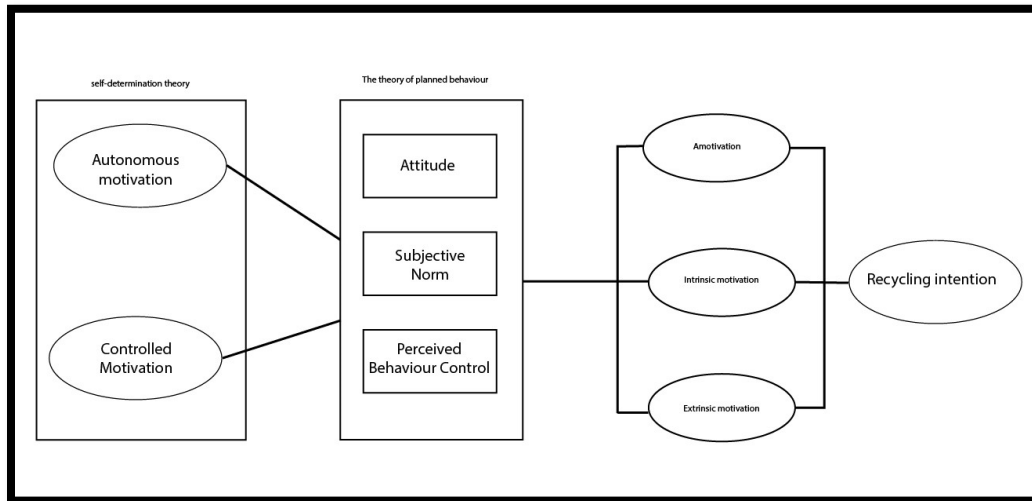 self-determination theory
Autonomous
motivation
Controlled
Motivation
The theory of planned behaviour
Attitude
Subjective
Norm
Perceived
Behaviour Control
Amotivation
Intrinsic motivation
Extrinsic motivation
Recycling intention